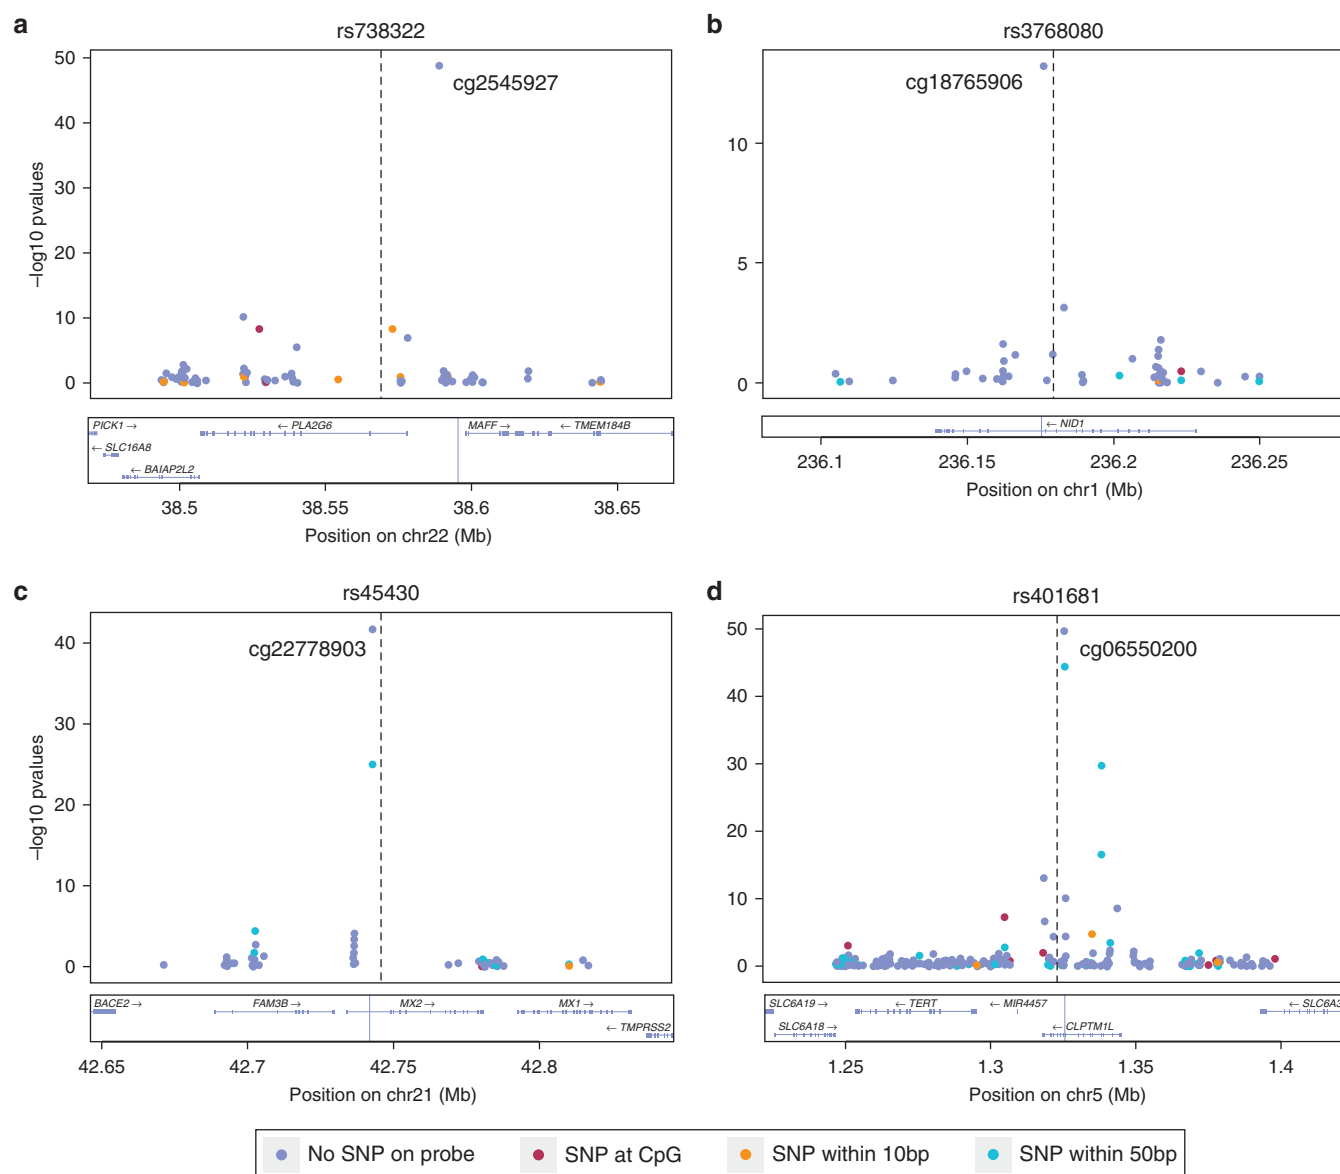 a
rs738322
cg2545927
50
40
30
20
10
0
–log10 pvalues
PICK1 →
← PLA2G6
MAFF →
← TMEM184B
← SLC16A8
← BAIAP2L2
38.5 38.55 38.6 38.65
Position on chr22 (Mb)
b
rs3768080
cg18765906
10
5
0
← NID1
236.1 236.15 236.2 236.25
Position on chr1 (Mb)
c
rs45430
cg22778903
40
30
20
10
0
–log10 pvalues
BACE2 →
FAM3B →
MX2 →
MX1 →
← TMPRSS2
42.65 42.7 42.75 42.8
Position on chr21 (Mb)
d
rs401681
cg06550200
50
40
30
20
10
0
SLC6A19 →
← TERT
← MIR4457
← SLC6A3
SLC6A18 →
← CLPTM1L
1.25 1.3 1.35 1.4
Position on chr5 (Mb)
No SNP on probe SNP at CpG SNP within 10bp SNP within 50bp